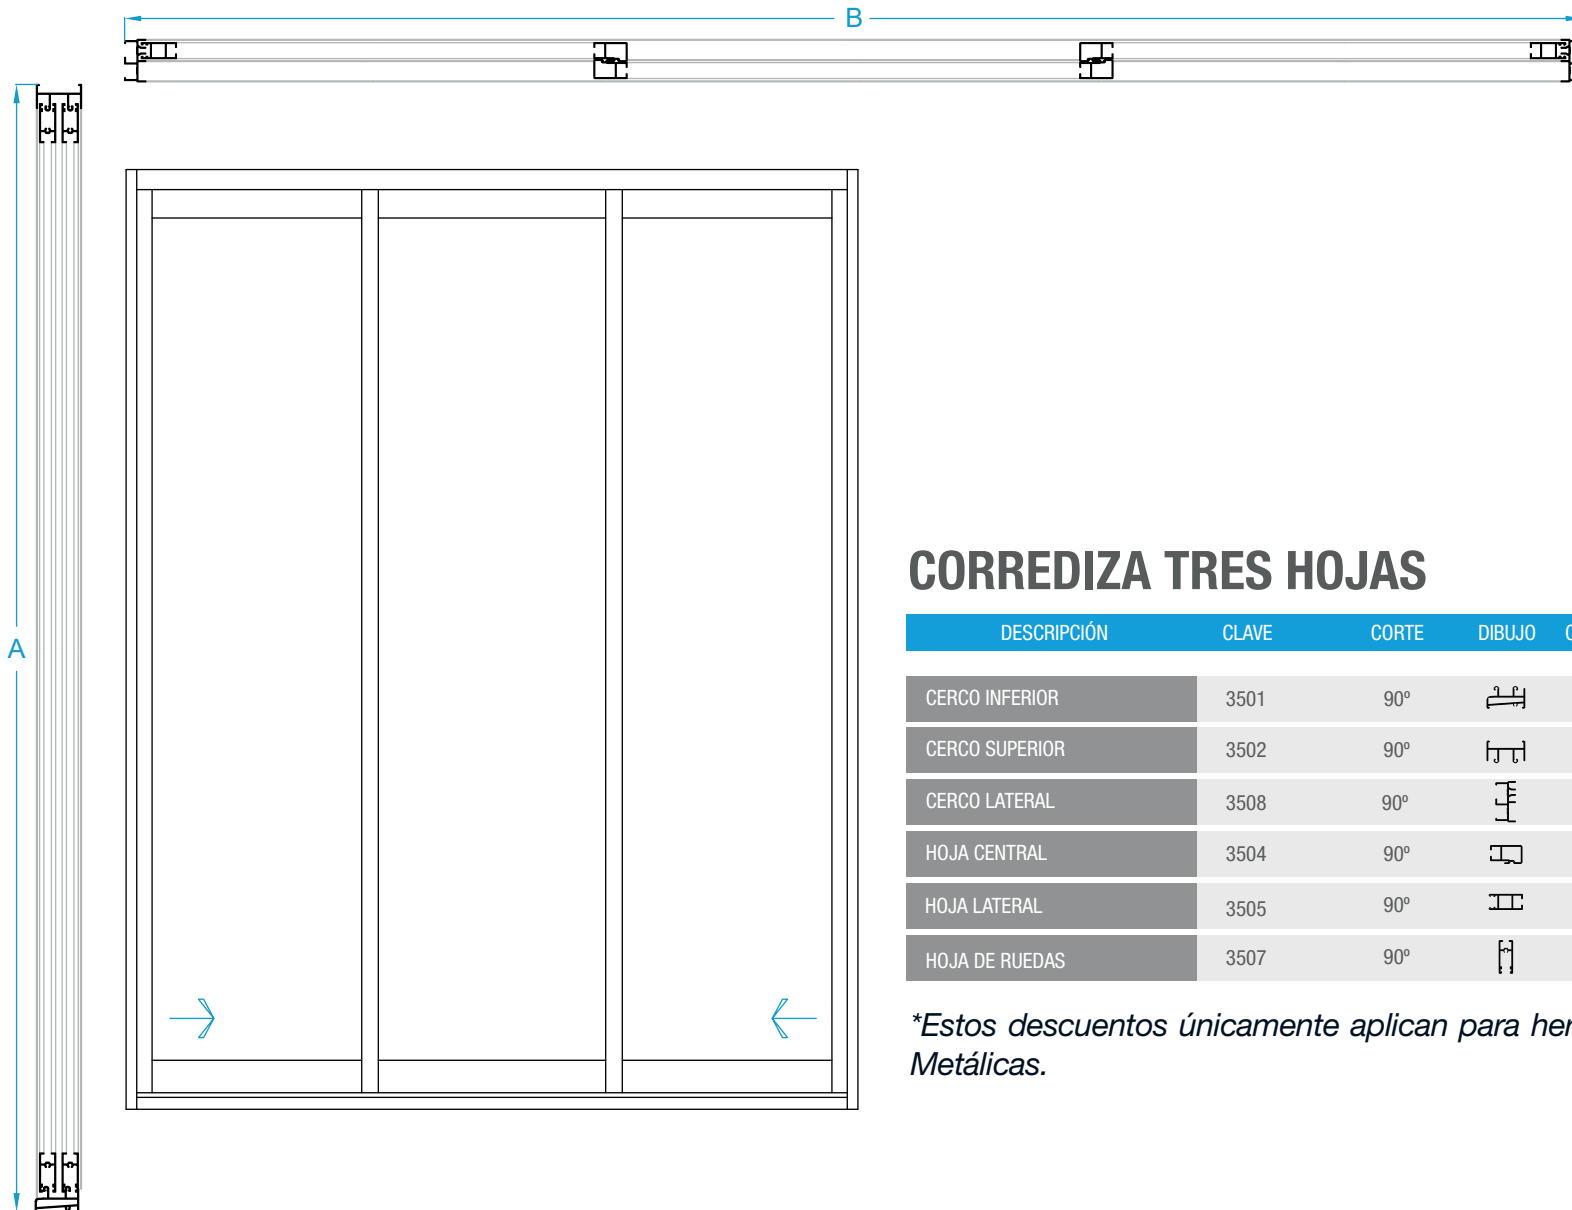 B
A
CORREDIZA TRES HOJAS
DESCRIPCIÓN CLAVE CORTE DIBUJO
CERCO INFERIOR 3501 90º
CERCO SUPERIOR 3502 90º
CERCO LATERAL 3508 90º
HOJA CENTRAL 3504 90º
HOJA LATERAL 3505 90º
HOJA DE RUEDAS 3507 90º
*Estos descuentos únicamente aplican para
Metálicas.